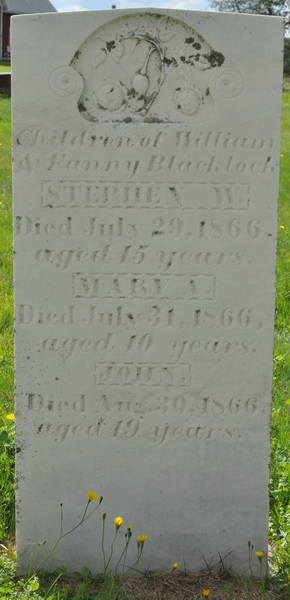 Children of William
& Fanny Blacklock
STEPHEN W.
Died July 29, 1866,
aged 15 years.
MARY A.
Died July 31, 1866,
aged 10 years.
JOHN.
Died Aug. 30, 1866,
aged 19 years.